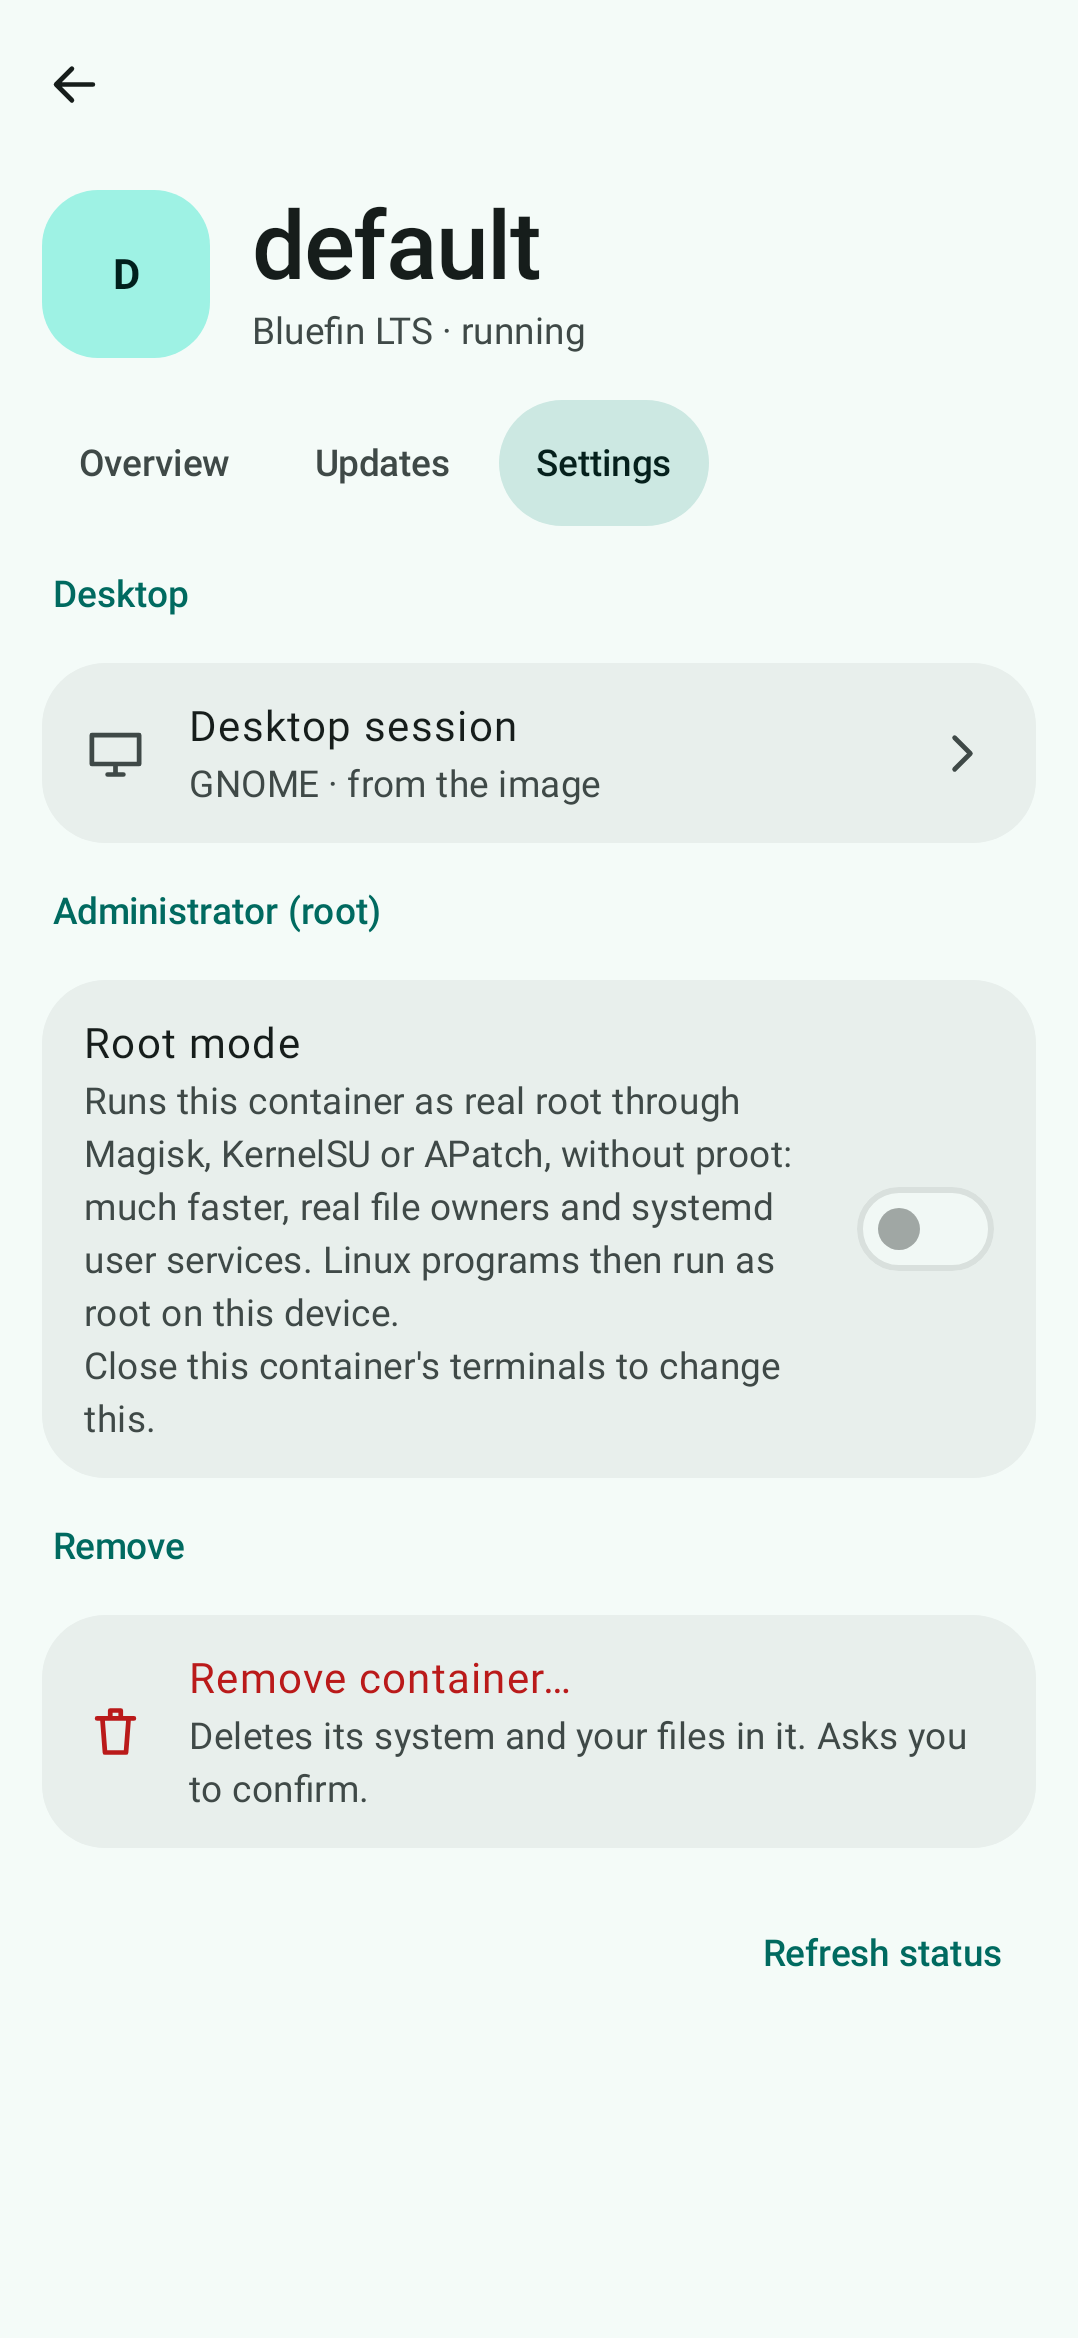 D
default
Bluefin LTS · running
Overview
Updates
Settings
Desktop
Desktop session
GNOME · from the image
Administrator (root)
Root mode
Runs this container as real root through
Magisk, KernelSU or APatch, without proot:
much faster, real file owners and systemd
user services. Linux programs then run as
root on this device.
Close this container's terminals to change
this.
Remove
Remove container…
Deletes its system and your files in it. Asks you
to confirm.
Refresh status